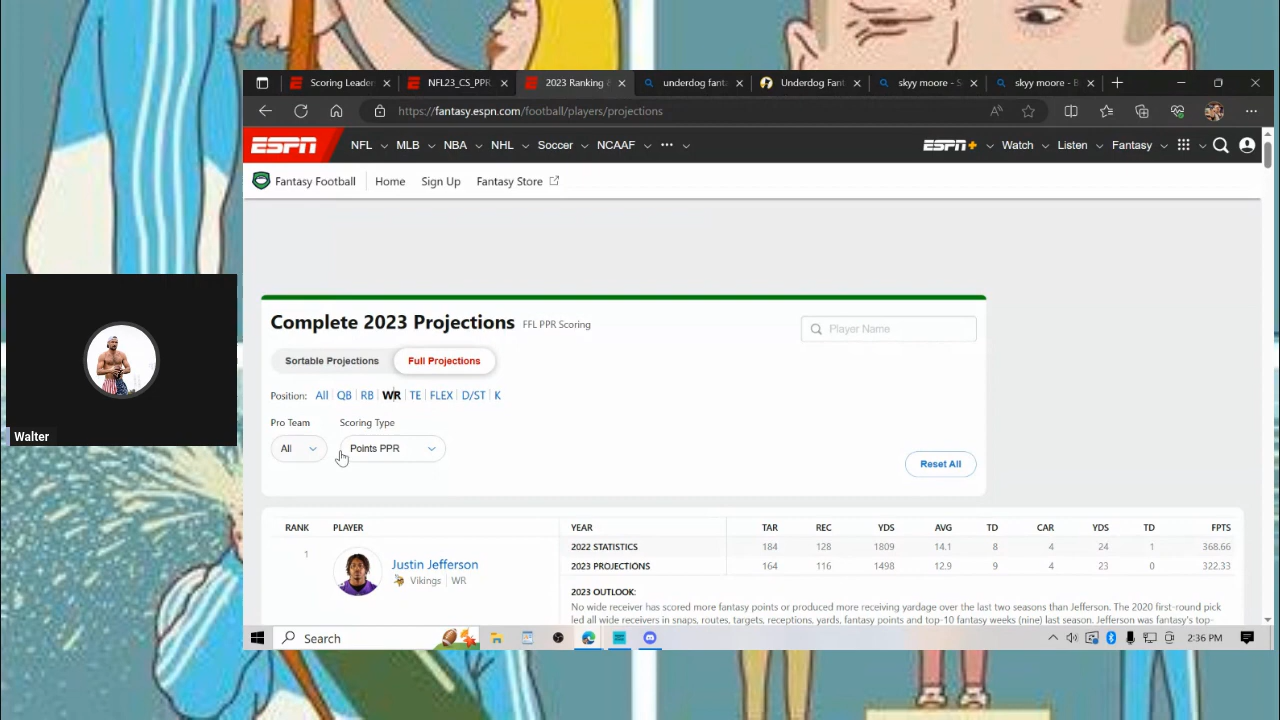 Scoring Leader
NFL23_CS_PPR
2023 Ranking &
underdog fanta
Underdog Fant
skyy moore - S
skyy moore - B
https://fantasy.espn.com/football/players/projections
ESPN NFL MLB NBA NHL Soccer NCAAF ESPN+ Watch Listen Fantasy
Fantasy Football Home Sign Up Fantasy Store
Complete 2023 Projections FFL PPR Scoring
Player Name
Sortable Projections Full Projections
Position: All QB RB WR TE FLEX D/ST K
Pro Team Scoring Type
All Points PPR
Reset All
RANK PLAYER YEAR TAR REC YDS AVG TD CAR YDS TD FPTS
1
Justin Jefferson
Vikings WR
2022 STATISTICS 184 128 1809 14.1 8 4 24 1 368.66
2023 PROJECTIONS 164 116 1498 12.9 9 4 23 0 322.33
2023 OUTLOOK:
No wide receiver has scored more fantasy points or produced more receiving yardage over the last two seasons than Jefferson. The 2020 first-round pick
led all wide receivers in snaps, routes, targets, receptions, yards, fantasy points and top-10 fantasy weeks (nine) last season. Jefferson was fantasy's top-
Search
2:36 PM
Walter